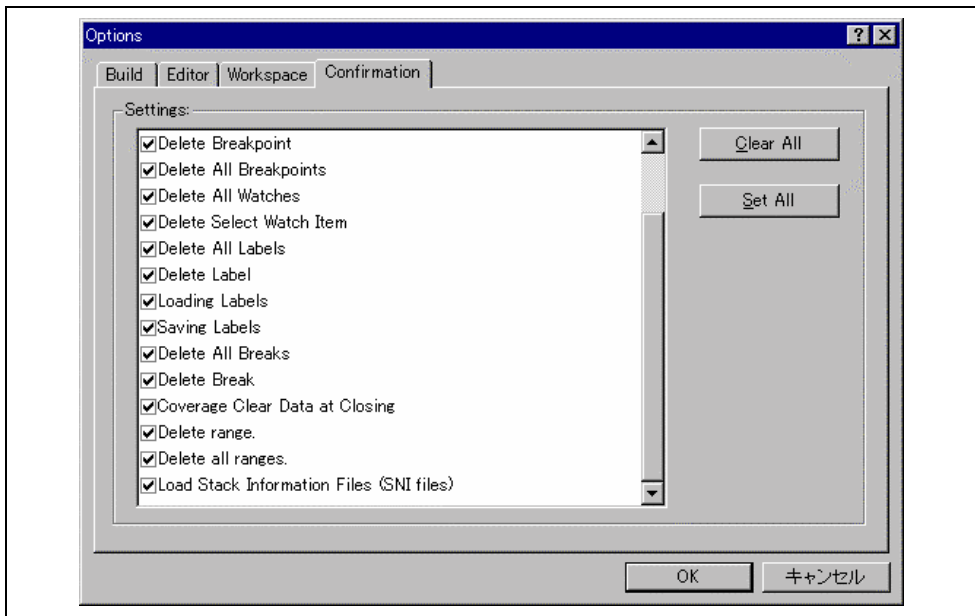 Options
Build Editor Workspace Confirmation
Settings:
Delete Breakpoint
Delete All Breakpoints
Delete All Watches
Delete Select Watch Item
Delete All Labels
Delete Label
Loading Labels
Saving Labels
Delete All Breaks
Delete Break
Coverage Clear Data at Closing
Delete range.
Delete all ranges.
Load Stack Information Files (SNI files)
Clear All
Set All
OK キャンセル